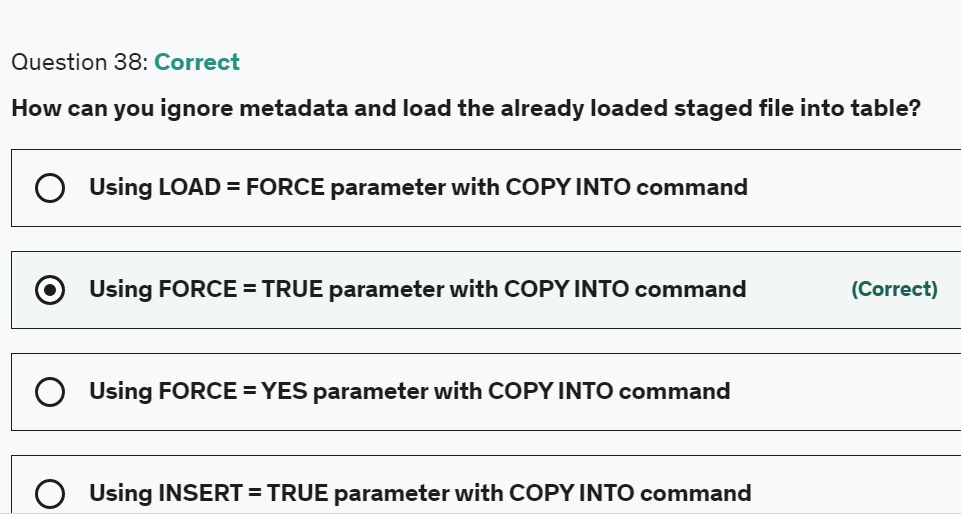 Question 38: Correct
How can you ignore metadata and load the already loaded staged file into table?
Using LOAD = FORCE parameter with COPY INTO command
Using FORCE = TRUE parameter with COPY INTO command (Correct)
Using FORCE = YES parameter with COPY INTO command
Using INSERT = TRUE parameter with COPY INTO command